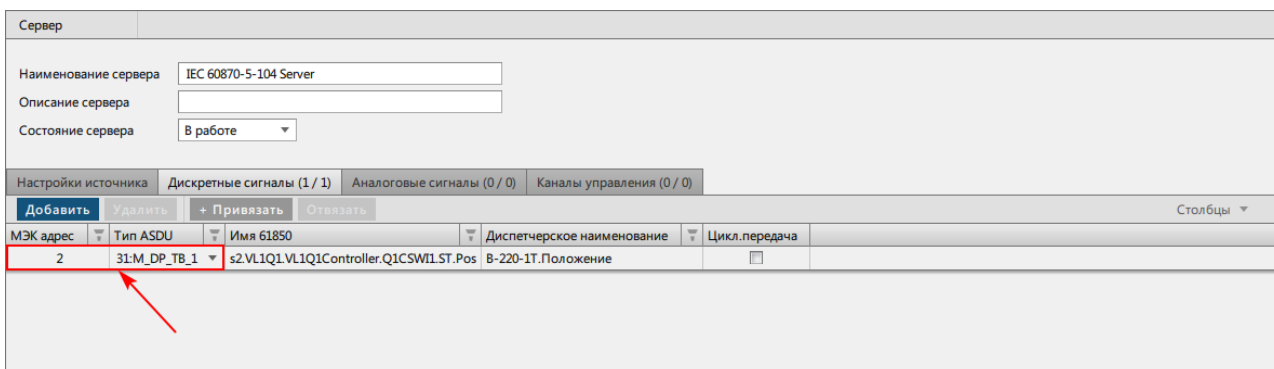 Сервер
Наименование сервера IEC 60870-5-104 Server
Описание сервера
Состояние сервера В работе
Настройки источника Дискретные сигналы (1 / 1) Аналоговые сигналы (0 / 0) Каналы управления (0 / 0)
Добавить Удалить + Привязать Отвязать Столбцы
МЭК адрес Тип ASDU Имя 61850 Диспетчерское наименование Цикл.передача
2 31:M_DP_TB_1 s2.VL1Q1.VL1Q1Controller.Q1CSWI1.ST.Pos В-220-1Т.Положение